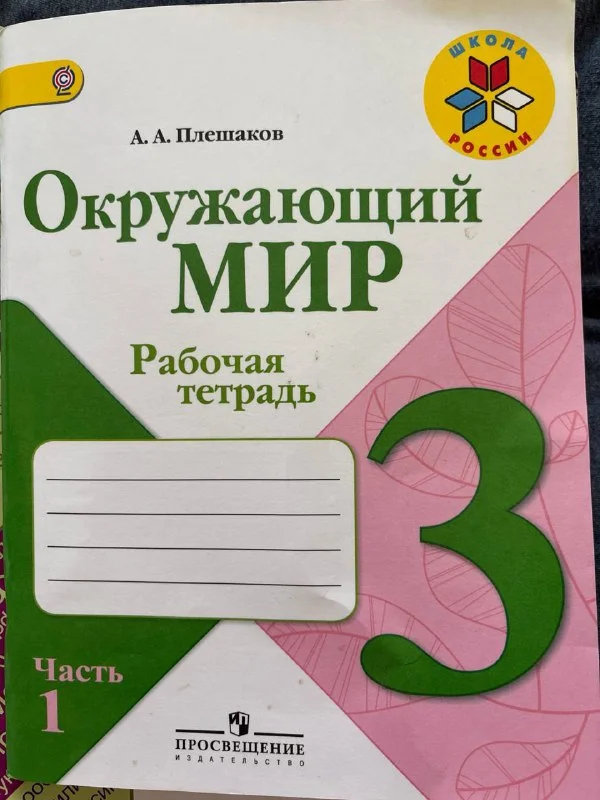 ШКОЛА
РОССИИ
А. А. Плешаков
Окружающий
МИР
Рабочая
тетрадь
3
Часть
1
ПРОСВЕЩЕНИЕ
ИЗДАТЕЛЬСТВО